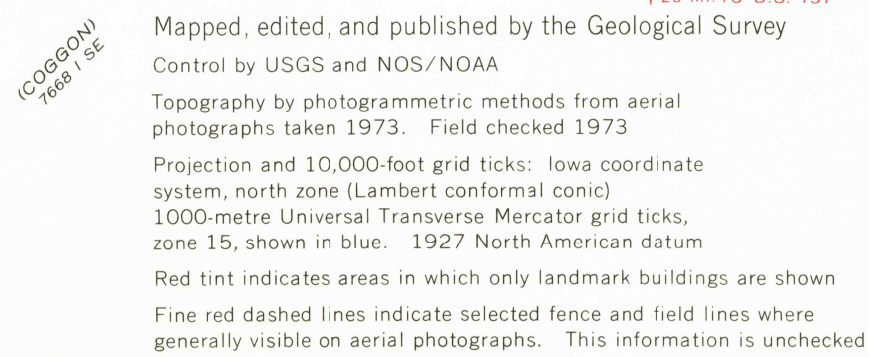 (COGGON)
7668 I SE
Mapped, edited, and published by the Geological Survey
Control by USGS and NOS/NOAA
Topography by photogrammetric methods from aerial
photographs taken 1973. Field checked 1973
Projection and 10,000-foot grid ticks: Iowa coordinate
system, north zone (Lambert conformal conic)
1000-metre Universal Transverse Mercator grid ticks,
zone 15, shown in blue. 1927 North American datum
Red tint indicates areas in which only landmark buildings are shown
Fine red dashed lines indicate selected fence and field lines where
generally visible on aerial photographs. This information is unchecked